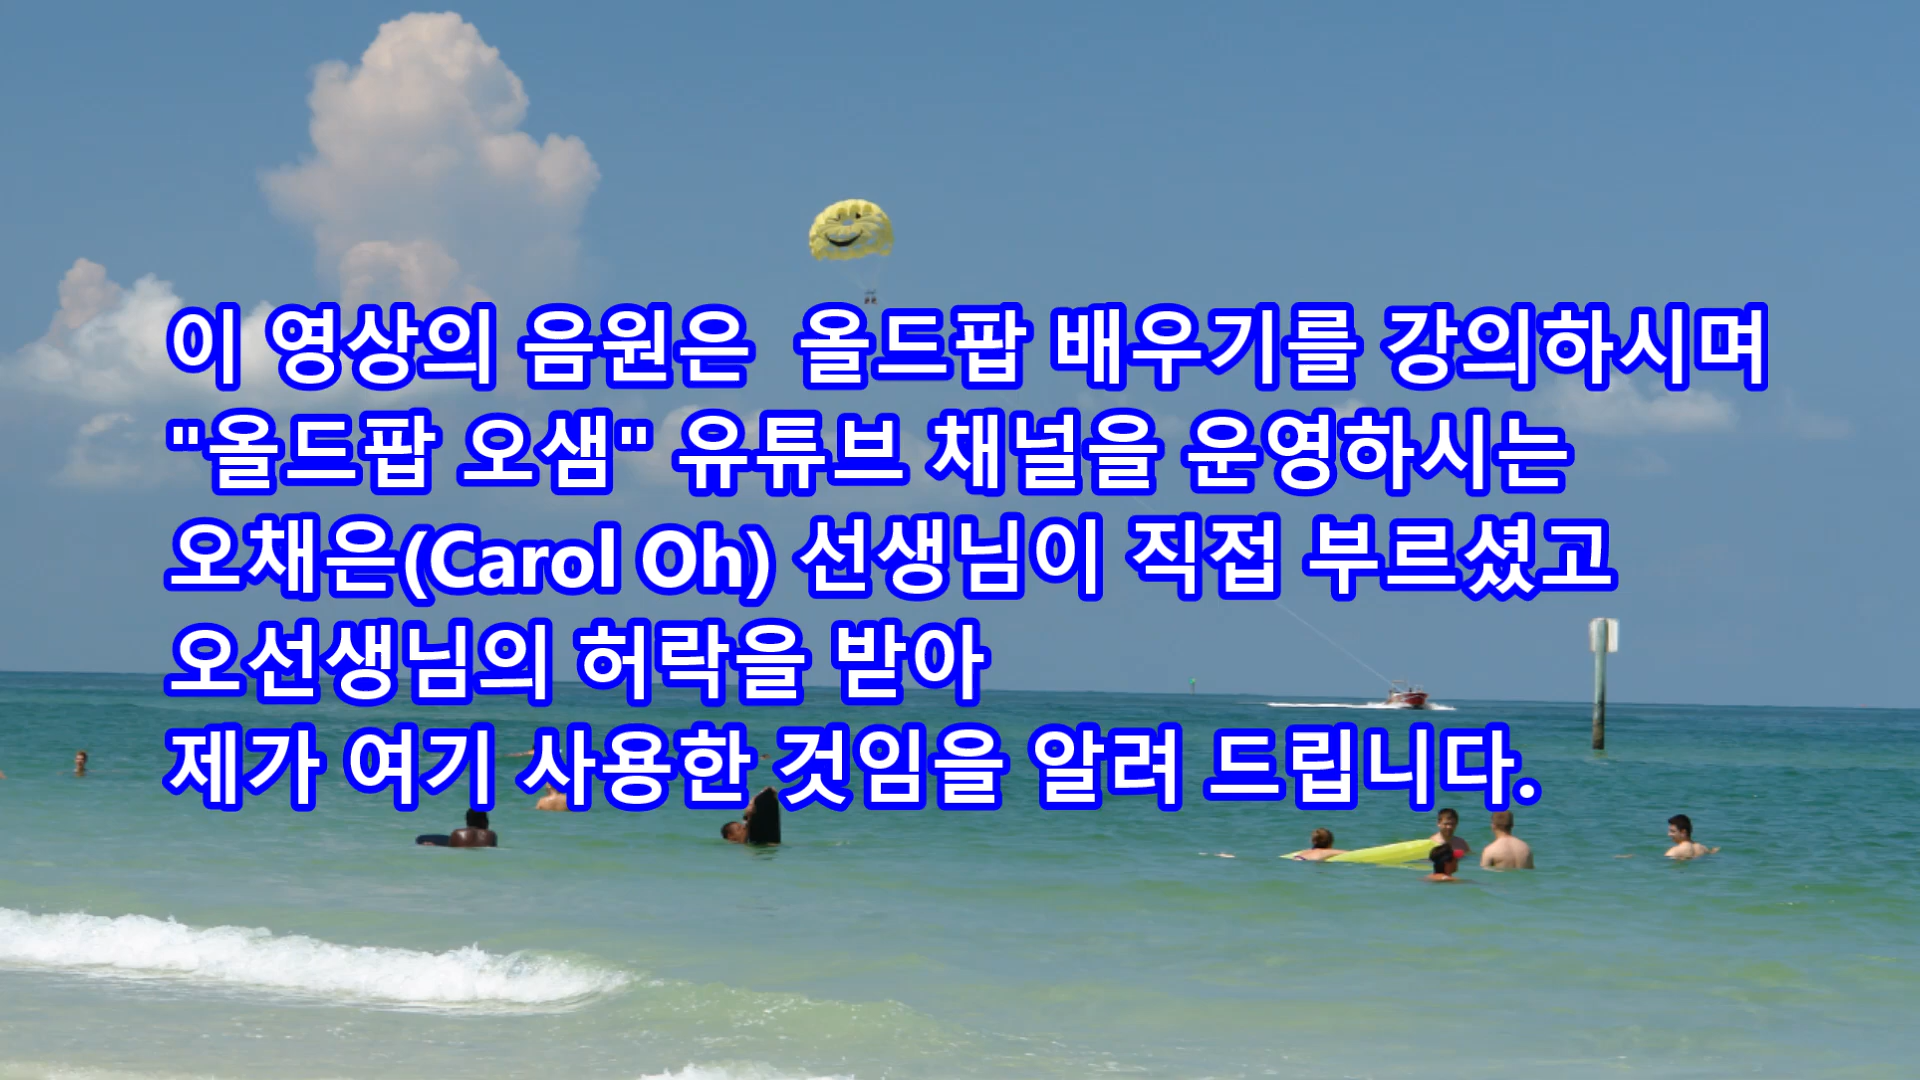 이 영상의 음원은  올드팝 배우기를 강의하시며
"올드팝 오샘" 유튜브 채널을 운영하시는
오채은(Carol Oh) 선생님이 직접 부르셨고
오선생님의 허락을 받아
제가 여기 사용한 것임을 알려 드립니다.